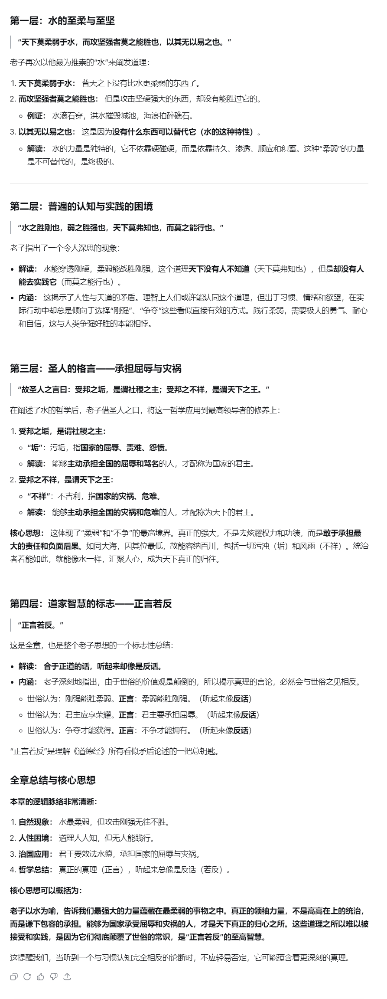 第一层：水的至柔与至坚
“天下莫柔弱于水，而攻坚强者莫之能胜也，以其无以易之也。”
老子再次以他最为推崇的“水”来阐发道理：
1. 天下莫柔弱于水： 普天之下没有比水更柔弱的东西了。
2. 而攻坚强者莫之能胜也： 但是攻击坚硬强大的东西，却没有能胜过它的。
例证： 水滴石穿，洪水摧毁城池，海浪拍碎礁石。
3. 以其无以易之也： 这是因为没有什么东西可以替代它（水的这种特性）。
解读： 水的力量是独特的，它不依靠硬碰硬，而是依靠持久、渗透、顺应和积蓄。这种“柔弱”的力量
是不可替代的，是终极的。
第二层：普遍的认知与实践的困境
“水之胜刚也，弱之胜强也，天下莫弗知也，而莫之能行也。”
老子指出了一个令人深思的现象：
解读： 水能穿透刚硬，柔弱能战胜刚强，这个道理天下没有人不知道（天下莫弗知也），但是却没有人
能去实践它（而莫之能行也）。
内涵： 这揭示了人性与天道的矛盾。理智上人们或许能认同这个道理，但出于习惯、情绪和欲望，在实
际行动中却总是倾向于选择“刚强”、“争夺”这些看似直接有效的方式。践行柔弱，需要极大的勇气、耐心
和自信，这与人类争强好胜的本能相悖。
第三层：圣人的格言——承担屈辱与灾祸
“故圣人之言曰：受邦之垢，是谓社稷之主；受邦之不祥，是谓天下之王。”
在阐述了水的哲学后，老子借圣人之口，将这一哲学应用到最高领导者的修养上：
1. 受邦之垢，是谓社稷之主：
“垢”：污垢，指国家的屈辱、责难、怨愤。
解读： 能够主动承担全国的屈辱和骂名的人，才配称为国家的君主。
2. 受邦之不祥，是谓天下之王：
“不祥”：不吉利，指国家的灾祸、危难。
解读： 能够主动承担全国的灾祸和危难的人，才配称为天下的君王。
核心思想： 这体现了“柔弱”和“不争”的最高境界。真正的强大，不是去炫耀权力和功绩，而是敢于承担最
大的责任和负面后果。如同大海，因其位最低，故能容纳百川，包括一切污浊（垢）和风雨（不祥）。统治
者若能如此，就能像水一样，汇聚人心，成为天下真正的归往。
第四层：道家智慧的标志——正言若反
“正言若反。”
这是全章，也是整个老子思想的一个标志性总结：
解读： 合于正道的话，听起来却像是反话。
内涵： 老子深刻地指出，由于世俗的价值观是颠倒的，所以揭示真理的言论，必然会与世俗之见相反。
世俗认为：刚强能胜柔弱。正言：柔弱能胜刚强。（听起来像反话）
世俗认为：君主应享荣耀。正言：君主要承担屈辱。（听起来像反话）
世俗认为：争夺才能获得。正言：不争才能拥有。（听起来像反话）
“正言若反”是理解《道德经》所有看似矛盾论述的一把总钥匙。
全章总结与核心思想
本章的逻辑脉络非常清晰：
1. 自然现象： 水最柔弱，但攻击刚强无往不胜。
2. 人性困境： 道理人人知，但无人能践行。
3. 治国应用： 君王要效法水德，承担国家的屈辱与灾祸。
4. 哲学总结： 真正的真理（正言），听起来总像是反话（若反）。
核心思想可以概括为：
老子以水为喻，告诉我们最强大的力量蕴藏在最柔弱的事物之中。真正的领袖力量，不是高高在上的统治，
而是谦下包容的承担。能够为国家承受屈辱和灾祸的人，才是天下真正的归心之所。这些道理之所以难以被
接受和实践，是因为它们彻底颠覆了世俗的常识，是“正言若反”的至高智慧。
这提醒我们，当听到一个与习惯认知完全相反的论断时，不应轻易否定，它可能蕴含着更深刻的真理。